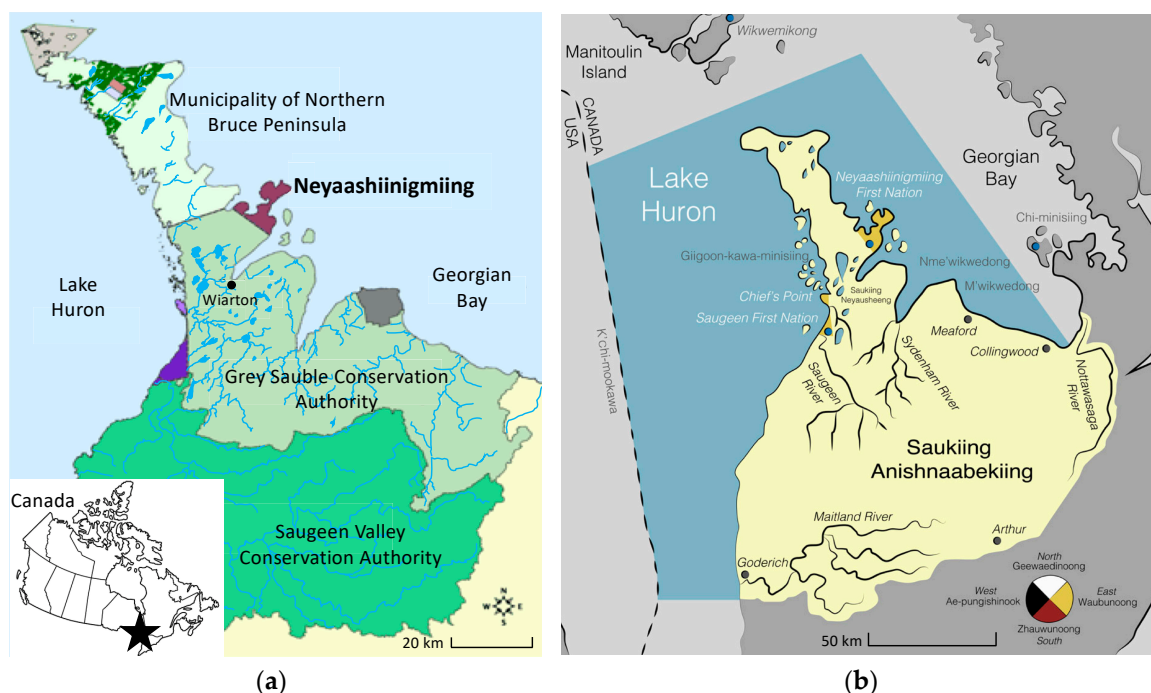 Municipality of Northern
Bruce Peninsula
Neyaashiinigmiing
Lake
Huron
Georgian
Bay
Wiarton
Grey Sauble Conservation
Authority
Saugeen Valley
Conservation Authority
Canada
N
W E
S
20 km
(a)
Wikwemikong
Manitoulin
Island
CANADA
USA
Lake
Huron
Neyaashiinigmiing
First Nation
Georgian
Bay
Chi-minisiing
Giigoon-kawa-minisiing
Nme'wikwedong
M'wikwedong
Saukiing
Neyausheeng
Chief's Point
Saugeen First Nation
Meaford
Collingwood
K'chi-mookawa
Saugeer
River
Sydenham River
Nottawasaga
River
Saukiing
Anishnaabekiing
Maitland River
Arthur
Goderich
North
Geewaedinoong
West
Ae-pungishinook
East
Waubunoong
Zhauwunoong
South
50 km
(b)